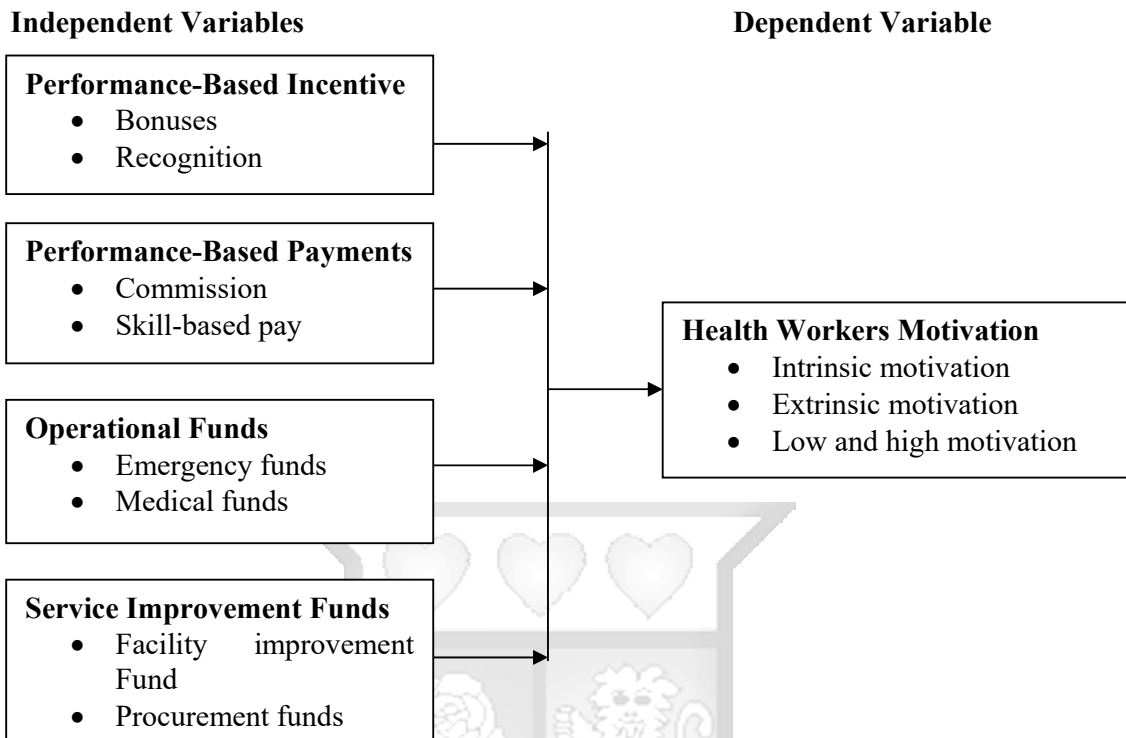 Independent Variables
Dependent Variable
Performance-Based Incentive
• Bonuses
• Recognition
Performance-Based Payments
• Commission
• Skill-based pay
Operational Funds
• Emergency funds
• Medical funds
Service Improvement Funds
• Facility improvement
Fund
• Procurement funds
Health Workers Motivation
• Intrinsic motivation
• Extrinsic motivation
• Low and high motivation